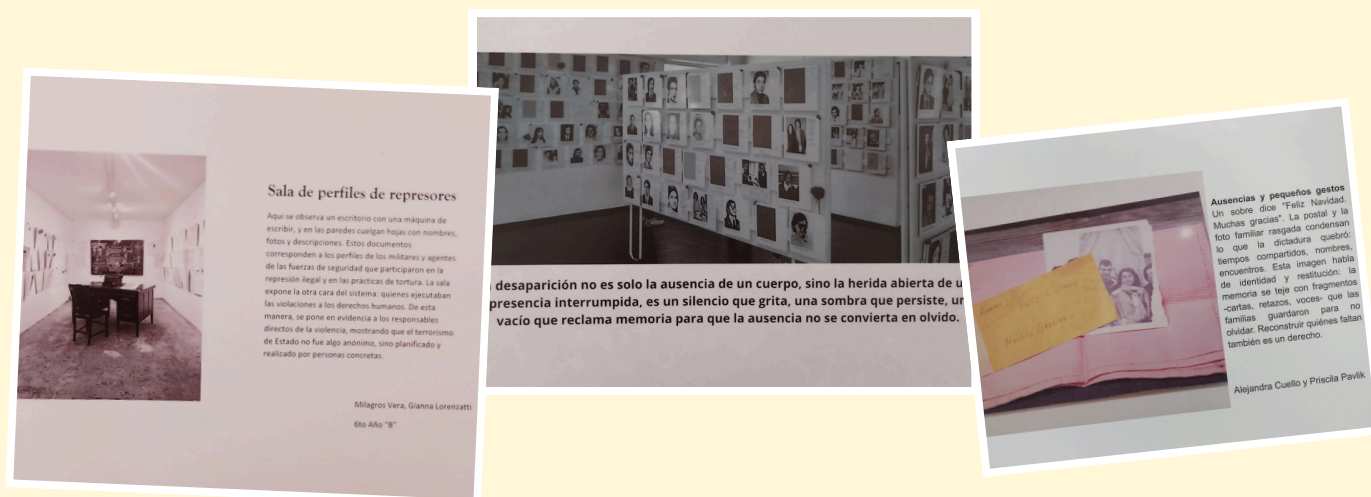 Sala de perfiles de represores
Aquí se observa un escritorio con una máquina de
escribir, y en las paredes cuelgan hojas con nombres,
fotos y descripciones. Estos documentos
corresponden a los perfiles de los militares y agentes
de las fuerzas de seguridad que participaron en la
represión ilegal y en las prácticas de tortura. La sala
expone la otra cara del sistema: quienes ejecutaban
las violaciones a los derechos humanos. De esta
manera, se pone en evidencia a los responsables
directos de la violencia, mostrando que el terrorismo
de Estado no fue algo anónimo, sino planificado y
realizado por personas concretas.
Milagros Vera, Gianna Lorenzatti
6to Año "B"
desaparición no es solo la ausencia de un cuerpo, sino la herida abierta de
presencia interrumpida, es un silencio que grita, una sombra que persiste,
vacío que reclama memoria para que la ausencia no se convierta en olvido.
Ausencias y pequeños gestos
Un sobre dice "Feliz Navidad.
Muchas gracias". La postal y la
foto familiar rasgada condensan
lo que la dictadura quebró:
tiempos compartidos, nombres,
encuentros. Esta imagen habla
de identidad y restitución: la
memoria se teje con fragmentos
-cartas, retazos, voces- que las
familias guardaron para no
olvidar. Reconstruir quiénes faltan
también es un derecho.
Alejandra Cuello y Priscila Pavlik